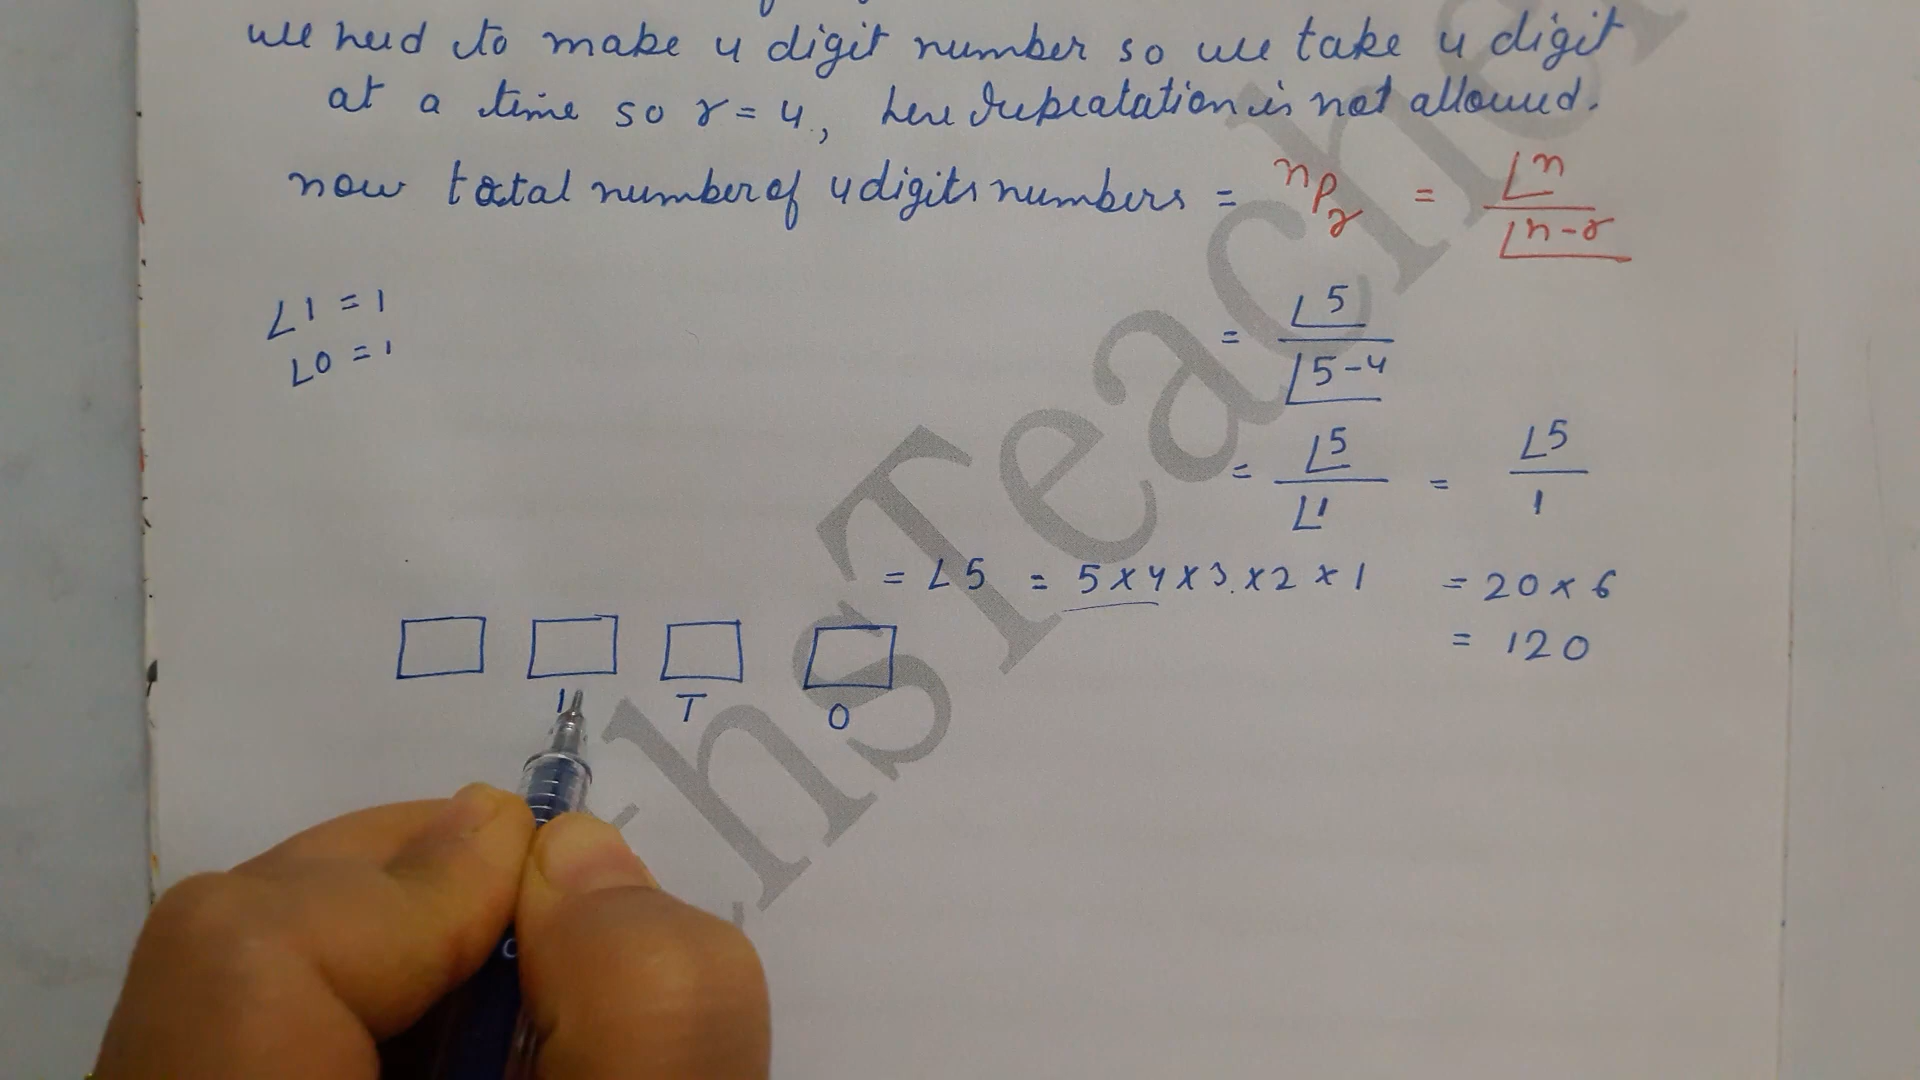 we need to make 4 digit number so we take 4 digit
at a time so r = 4, here repeatation is not allowed.
now total number of 4 digits numbers = nPr = ∟n / ∟n-r
∟1 = 1
∟0 = 1
= ∟5 / ∟5-4
= ∟5 / ∟1 = ∟5 / 1
= ∟5 = 5 x 4 x 3 x 2 x 1 = 20 x 6
= 120
T O
hsTeache